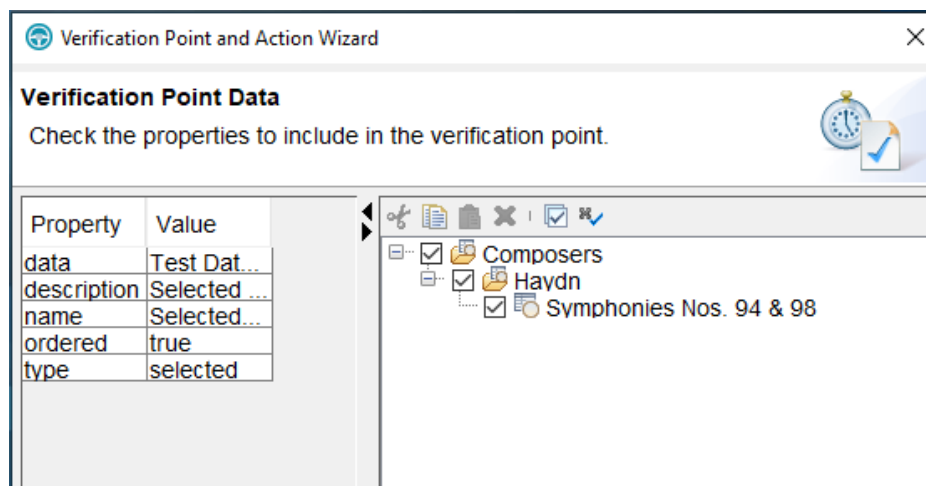 Verification Point and Action Wizard
Verification Point Data
Check the properties to include in the verification point.
Property Value
data Test Dat...
description Selected ...
name Selected...
ordered true
type selected
Composers
Haydn
Symphonies Nos. 94 & 98